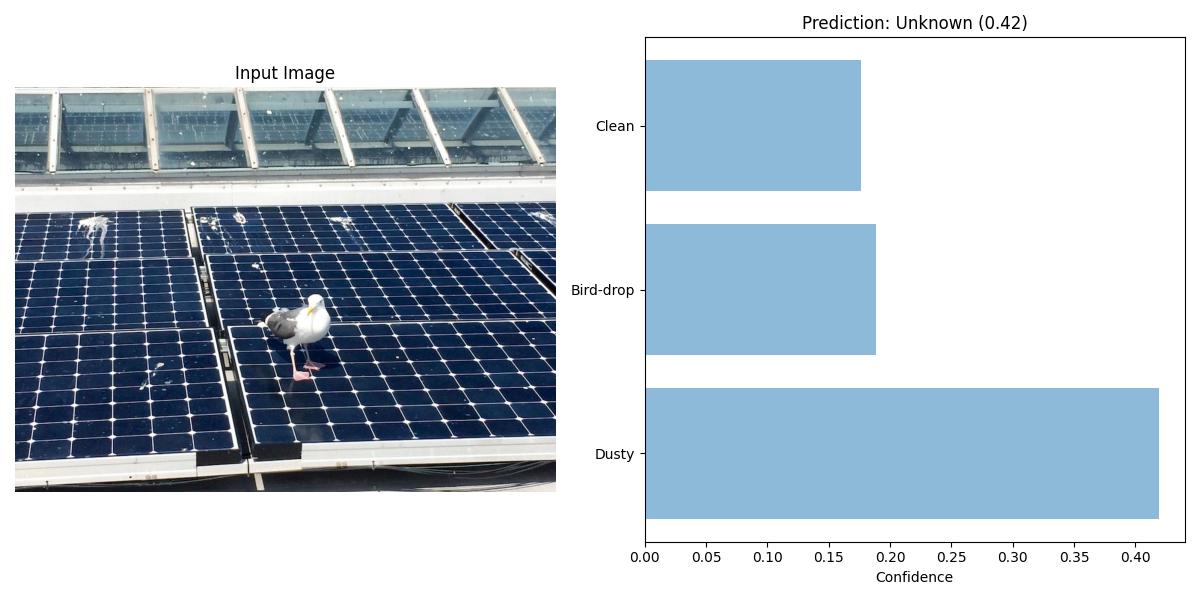 Input Image
Prediction: Unknown (0.42)
Clean
Bird-drop
Dusty
0.00 0.05 0.10 0.15 0.20 0.25 0.30 0.35 0.40
Confidence